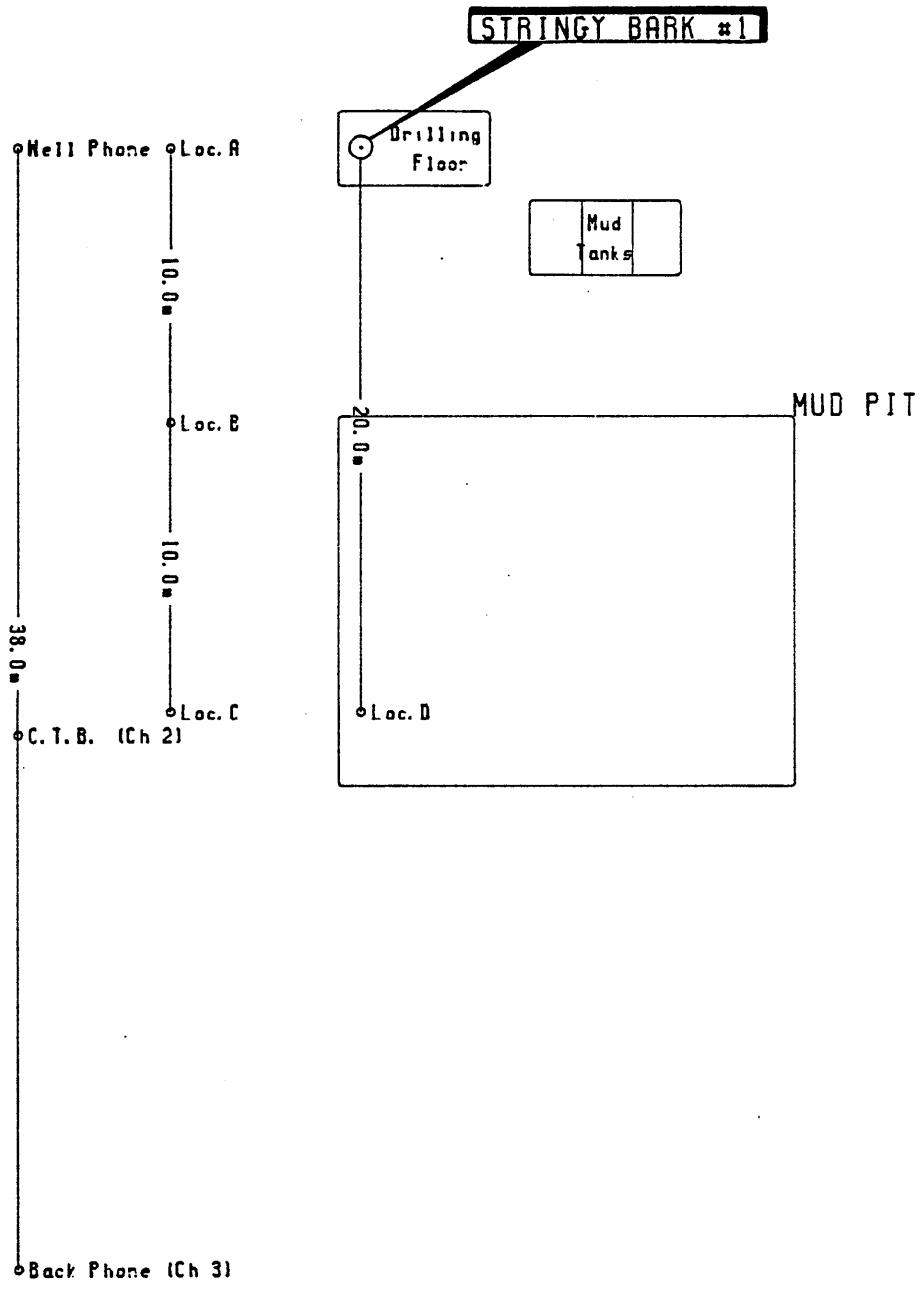 STRINGY BARK #1
Drilling
Floor
Well Phone
Loc. A
Mud
Tanks
10.0m
MUD PIT
20.0m
Loc. B
10.0m
38.0m
Loc. C
Loc. D
C.T.B. (Ch 2)
Back Phone (Ch 3)